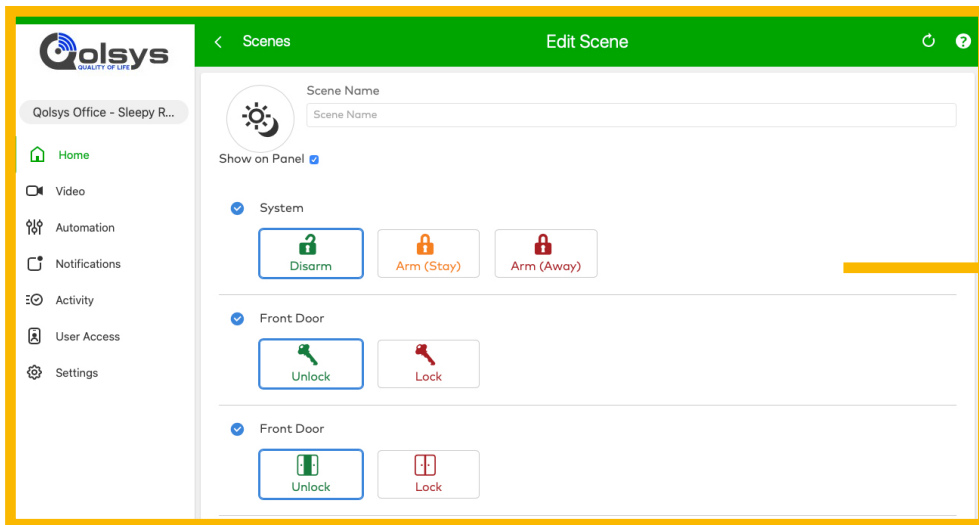 Qolsys
QUALITY OF LIFE
Qolsys Office - Sleepy R...
Home
Video
Automation
Notifications
Activity
User Access
Settings
Scenes
Edit Scene
?
Scene Name
Scene Name
Show on Panel
System
Disarm
Arm (Stay)
Arm (Away)
Front Door
Unlock
Lock
Front Door
Unlock
Lock